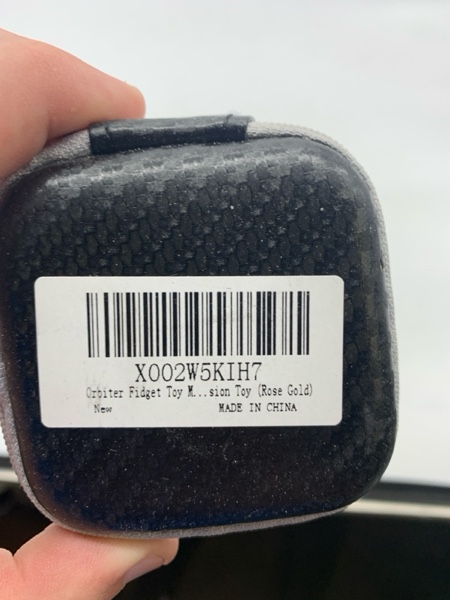 X002W5KIH7
Orbiter Fidget Toy M...sion Toy (Rose Gold)
New
MADE IN CHINA